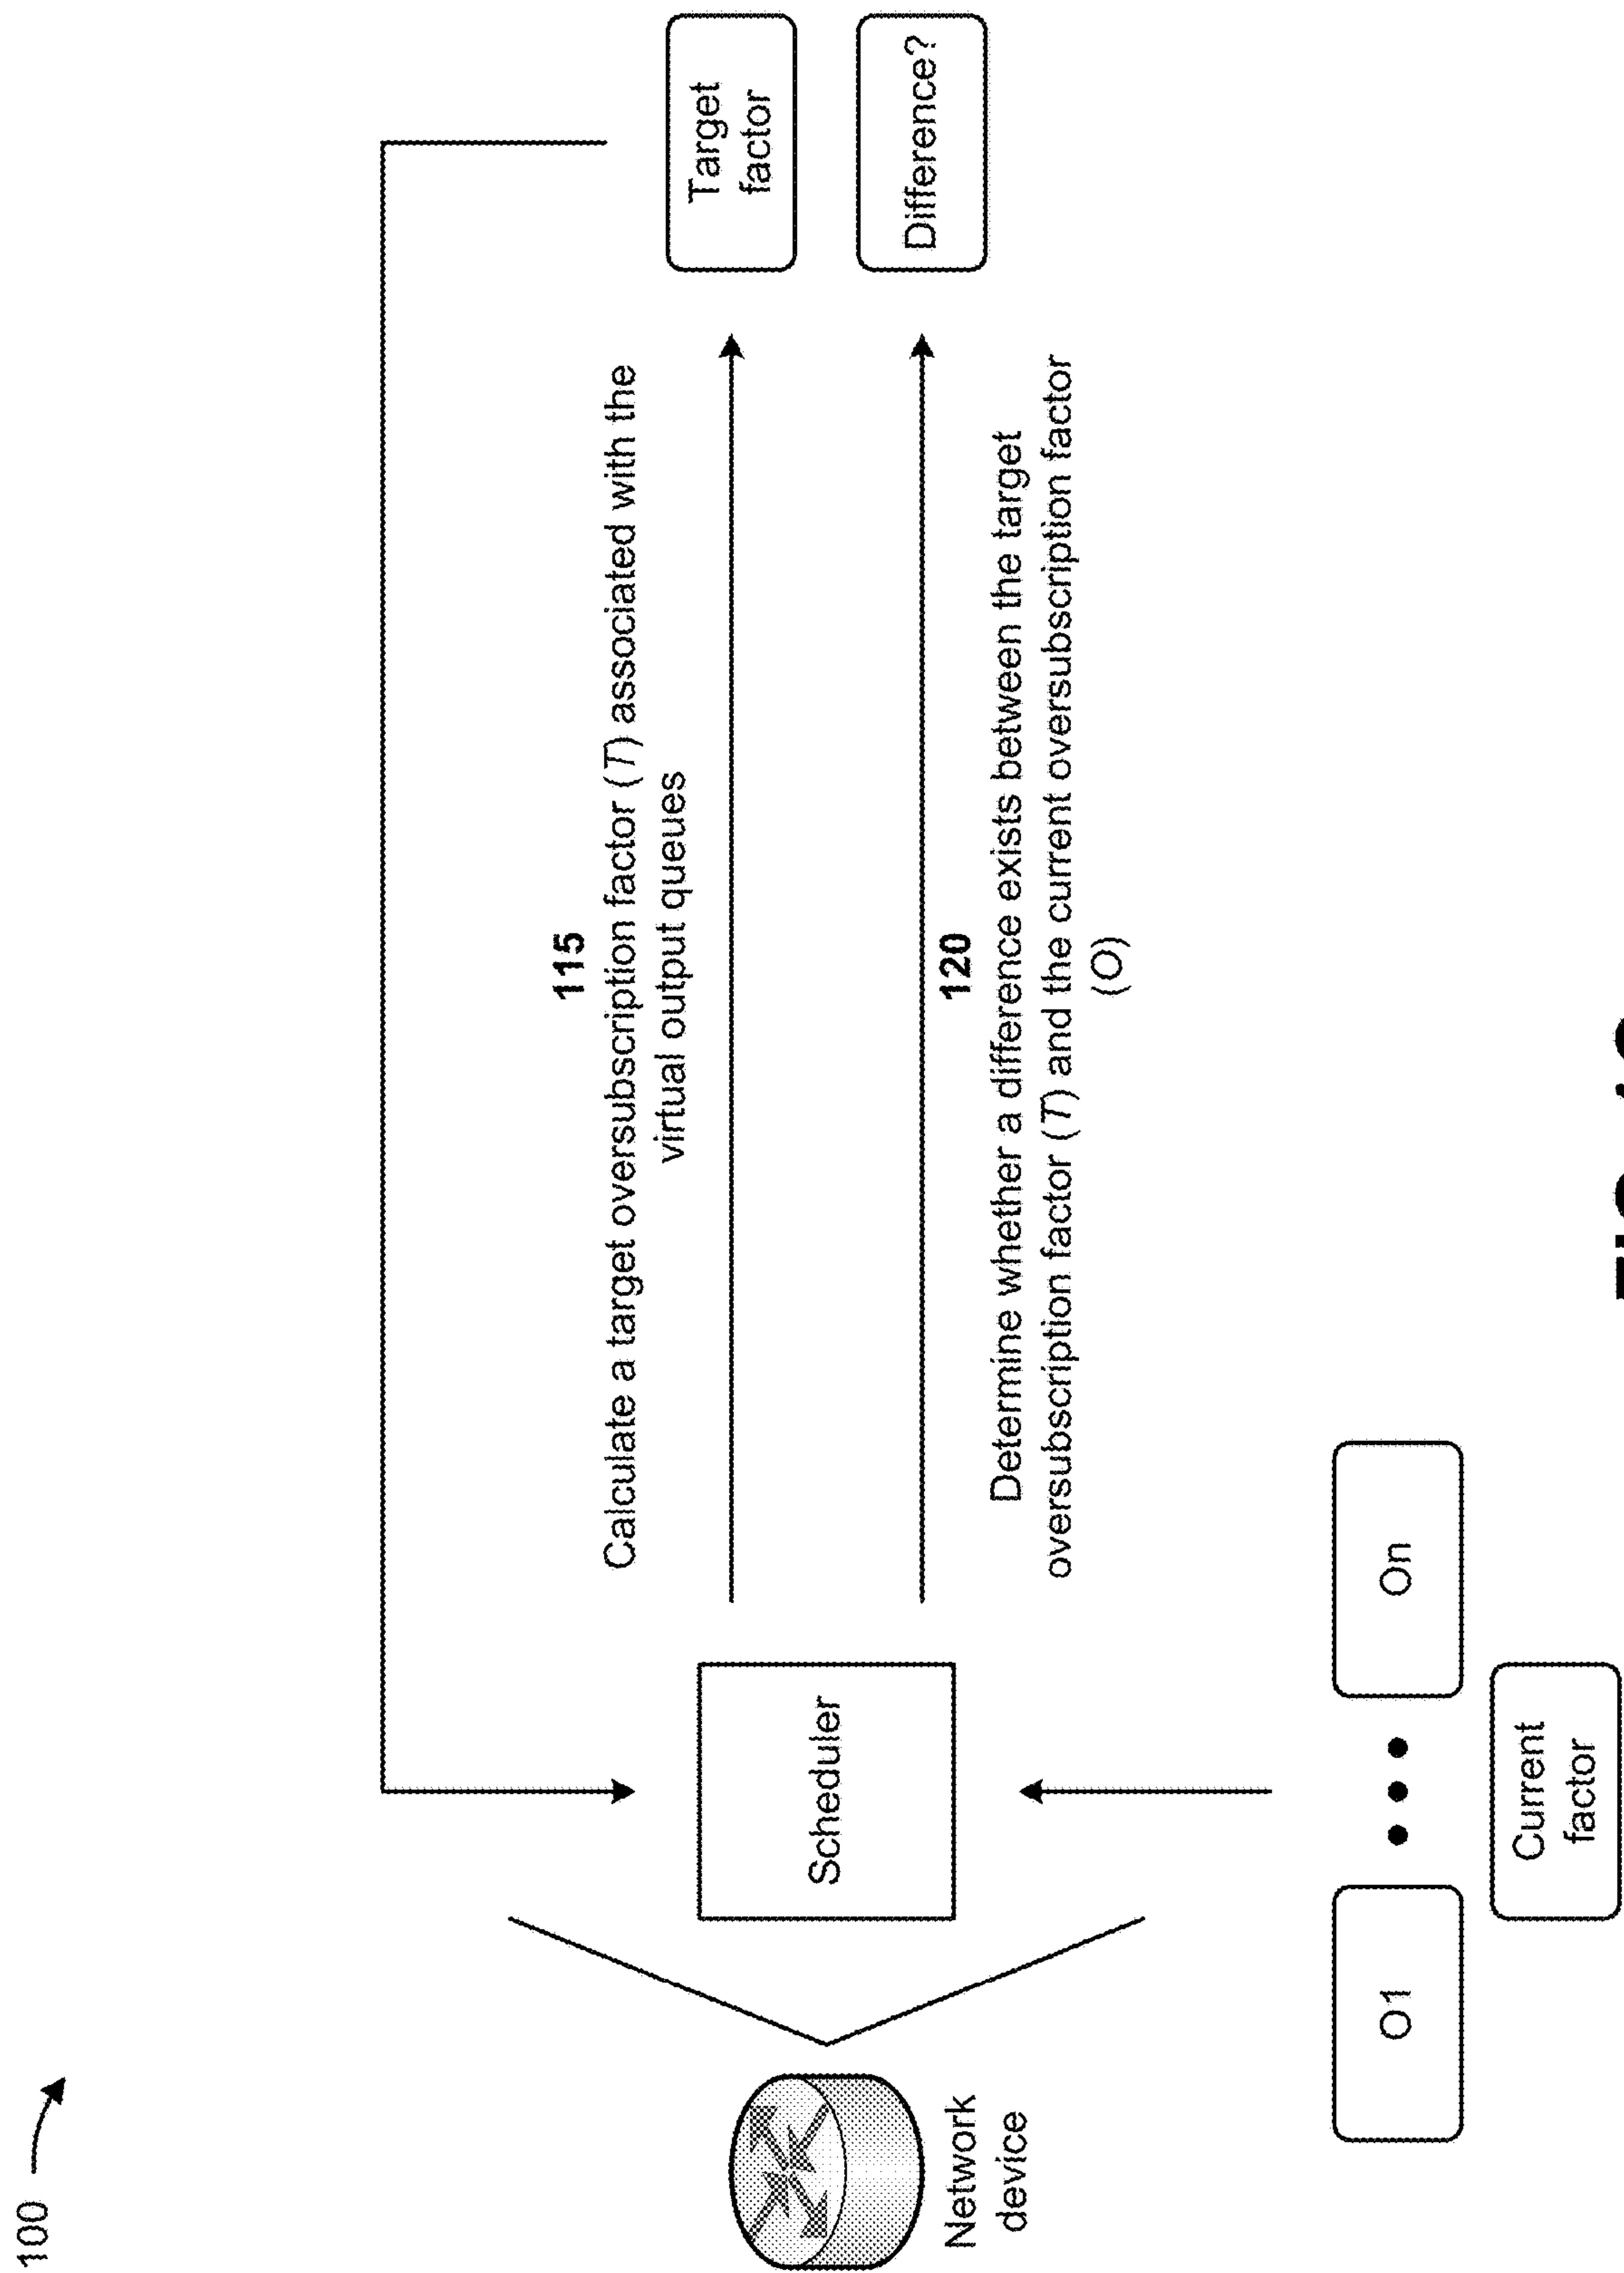 100
115
Calculate a target oversubscription factor (T) associated with the
virtual output queues
Target
factor
Scheduler
Difference?
120
Determine whether a difference exists between the target
oversubscription factor (T) and the current oversubscription factor
(O)
Network
device
O1
On
Current
factor